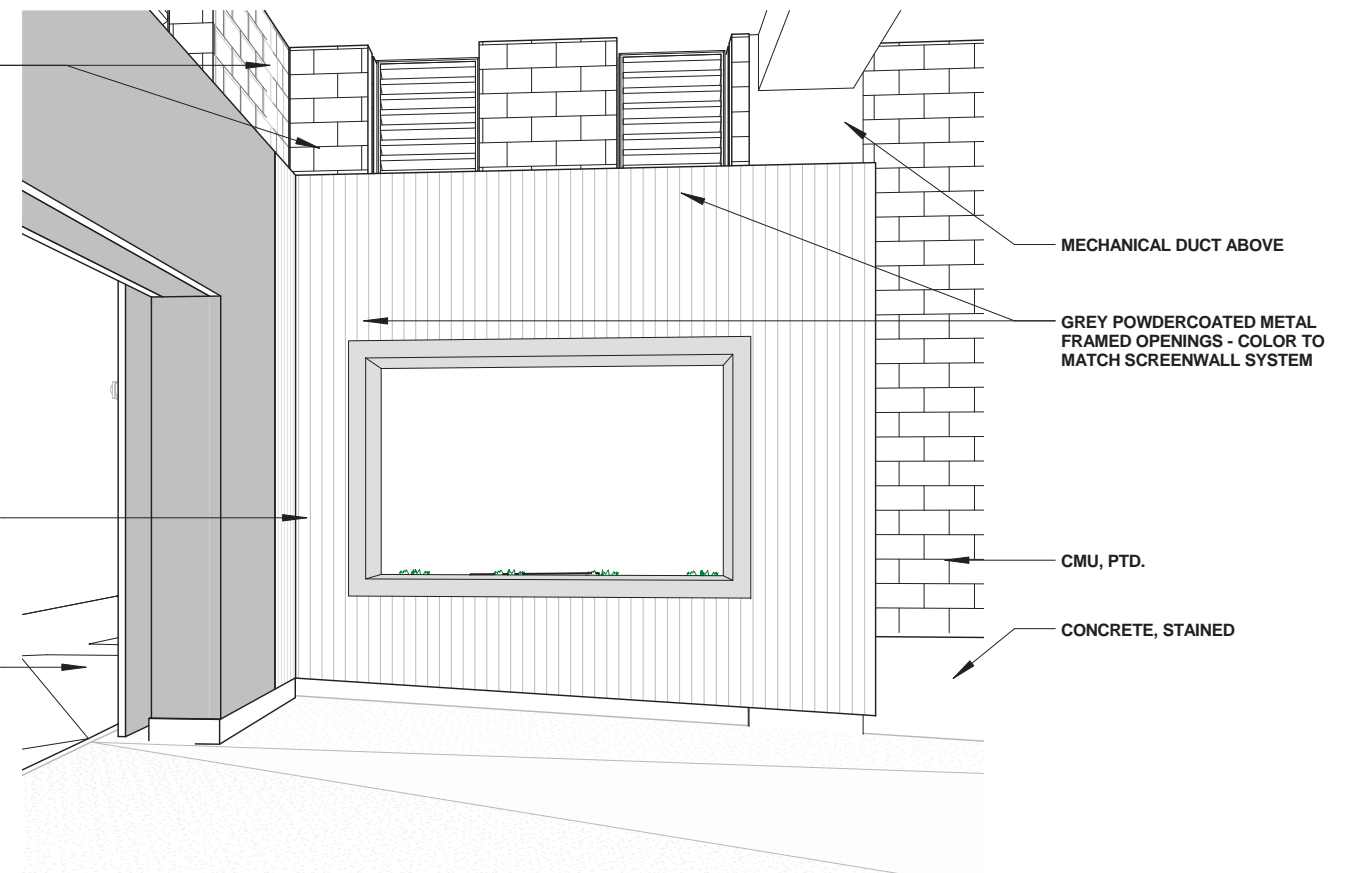 MECHANICAL DUCT ABOVE
GREY POWDERCOATED METAL
FRAMED OPENINGS - COLOR TO
MATCH SCREENWALL SYSTEM
CMU, PTD.
CONCRETE, STAINED